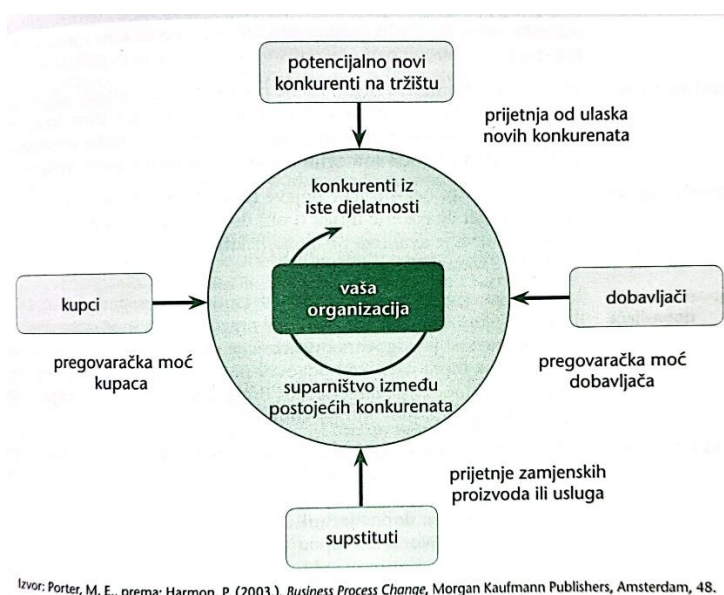 potencijalno novi
konkurenti na tržištu
prijetnja od ulaska
novih konkurenata
konkurenti iz
iste djelatnosti
vaša
organizacija
kupci
dobavljači
pregovaračka moć
kupaca
pregovaračka moć
dobavljača
suparništvo između
postojećih konkurenata
prijetnje zamjenskih
proizvoda ili usluga
supstituti
Izvor: Porter, M. E., prema: Harmon, P. (2003.). Business Process Change, Morgan Kaufmann Publishers, Amsterdam, 48.